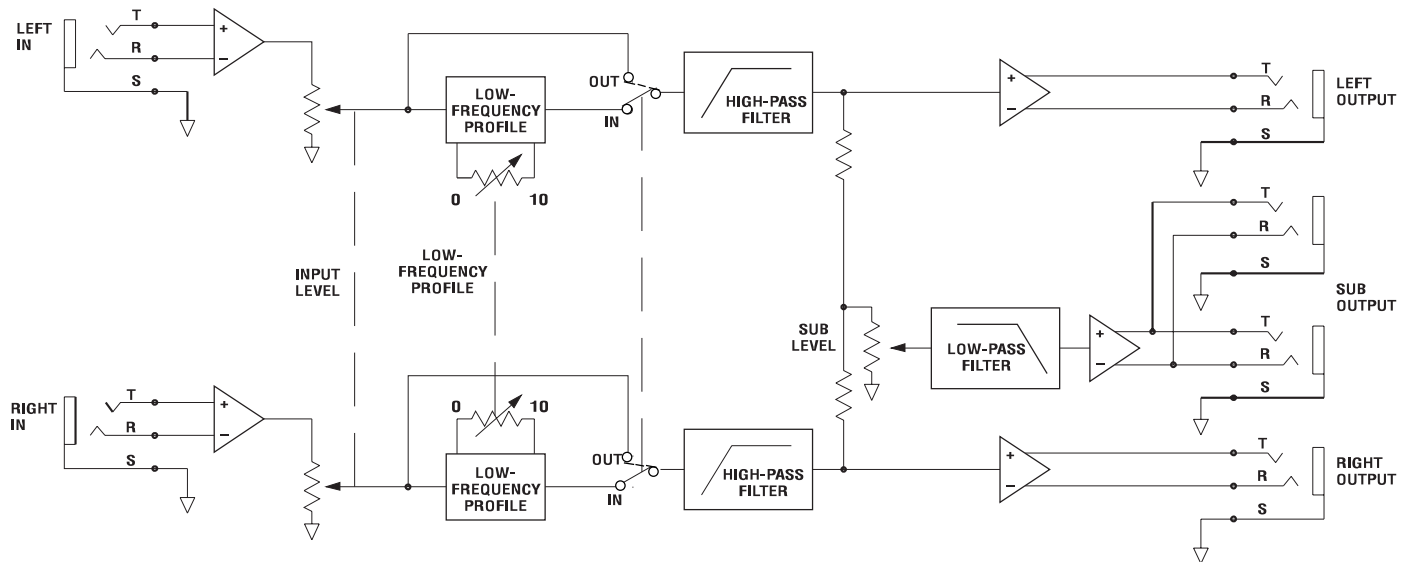 LEFT
IN
T
R
S
+
−
LOW-
FREQUENCY
PROFILE
0 10
OUT
IN
HIGH-PASS
FILTER
+
−
T
R
S
LEFT
OUTPUT
INPUT
LEVEL
LOW-
FREQUENCY
PROFILE
SUB
LEVEL
LOW-PASS
FILTER
+
−
T
R
S
SUB
OUTPUT
T
R
S
RIGHT
IN
T
R
S
+
−
0 10
LOW-
FREQUENCY
PROFILE
OUT
IN
HIGH-PASS
FILTER
+
−
T
R
S
RIGHT OUTPUT